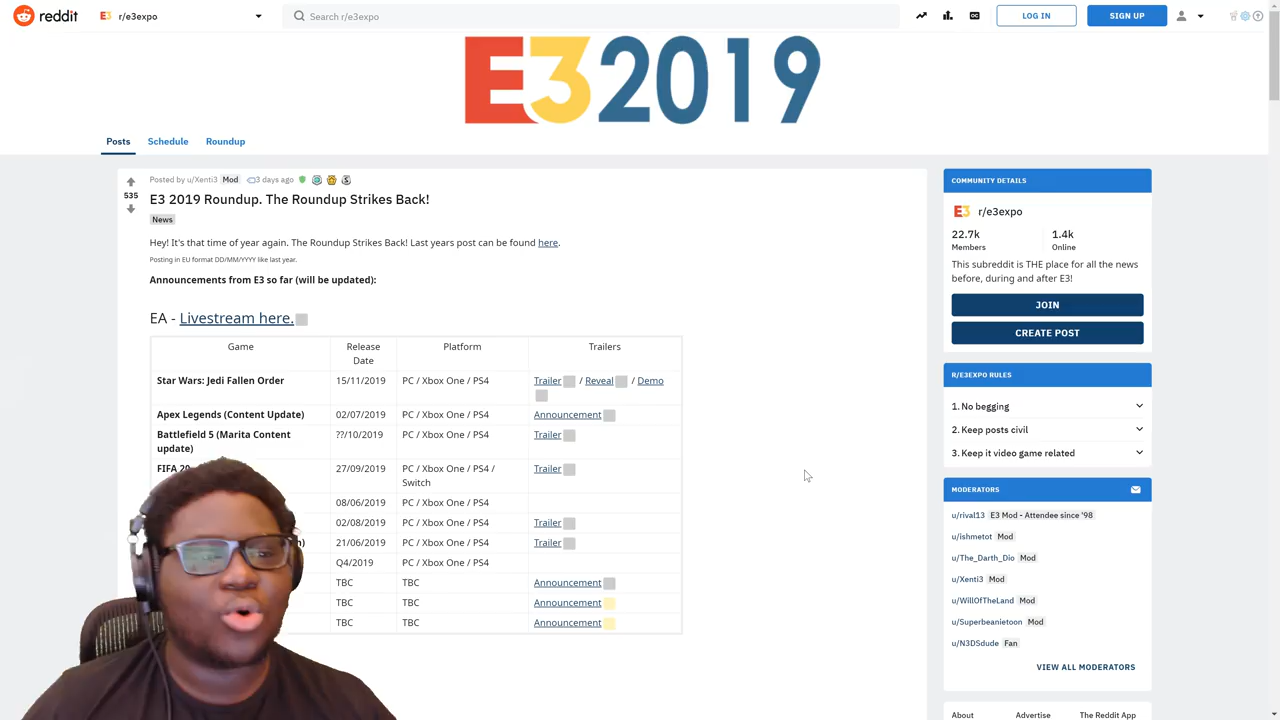 reddit r/e3expo Search r/e3expo LOG IN SIGN UP
E3 2019
Posts Schedule Roundup
Posted by u/Xenti3 Mod 3 days ago
535
E3 2019 Roundup. The Roundup Strikes Back!
News
Hey! It's that time of year again. The Roundup Strikes Back! Last years post can be found here.
Posting in EU format DD/MM/YYYY like last year.
Announcements from E3 so far (will be updated):
EA - Livestream here.
Game Release Date Platform Trailers
Star Wars: Jedi Fallen Order 15/11/2019 PC / Xbox One / PS4 Trailer / Reveal / Demo
Apex Legends (Content Update) 02/07/2019 PC / Xbox One / PS4 Announcement
Battlefield 5 (Marita Content update) ??/10/2019 PC / Xbox One / PS4 Trailer
FIFA 20 27/09/2019 PC / Xbox One / PS4 / Switch Trailer
08/06/2019 PC / Xbox One / PS4
02/08/2019 PC / Xbox One / PS4 Trailer
21/06/2019 PC / Xbox One / PS4 Trailer
Q4/2019 PC / Xbox One / PS4
TBC TBC Announcement
TBC TBC Announcement
TBC TBC Announcement
COMMUNITY DETAILS
E3 r/e3expo
22.7k 1.4k
Members Online
This subreddit is THE place for all the news
before, during and after E3!
JOIN
CREATE POST
R/E3EXPO RULES
1. No begging
2. Keep posts civil
3. Keep it video game related
MODERATORS
u/rival13 E3 Mod - Attendee since '98
u/ishmetot Mod
u/The_Darth_Dio Mod
u/Xenti3 Mod
u/WillOfTheLand Mod
u/Superbeanietoon Mod
u/N3DSdude Fan
VIEW ALL MODERATORS
About Advertise The Reddit App